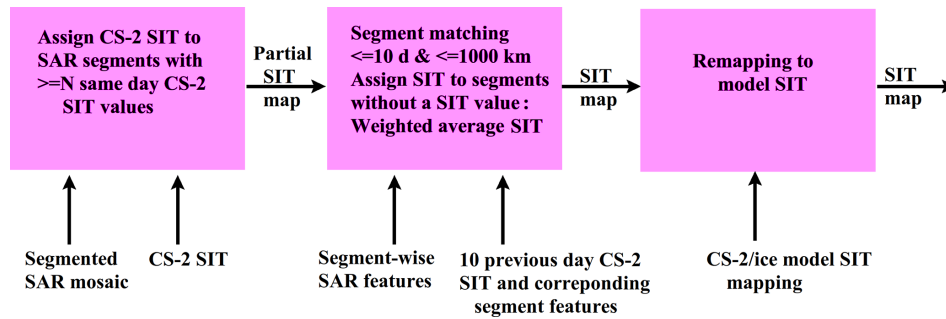 Assign CS-2 SIT to
SAR segments with
>=N same day CS-2
SIT values
Partial
SIT
map
Segment matching
<=10 d & <=1000 km
Assign SIT to segments
without a SIT value :
Weighted average SIT
SIT
map
Remapping to
model SIT
SIT
map
Segmented
SAR mosaic
CS-2 SIT
Segment-wise
SAR features
10 previous day CS-2
SIT and correponding
segment features
CS-2/ice model SIT
mapping